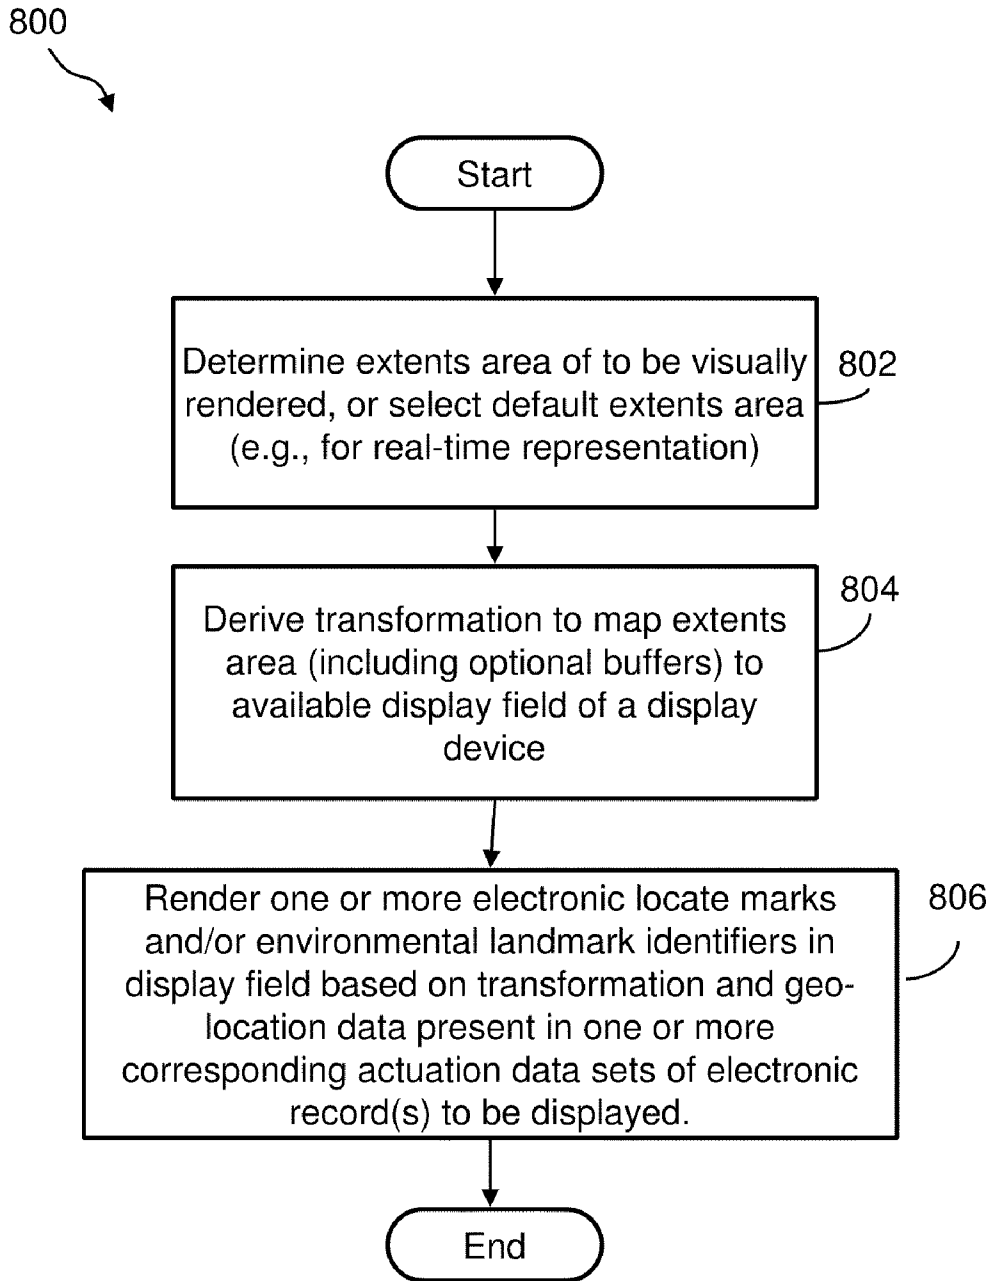 800
Start
Determine extents area of to be visually
rendered, or select default extents area
(e.g., for real-time representation)
802
Derive transformation to map extents
area (including optional buffers) to
available display field of a display
device
804
Render one or more electronic locate marks
and/or environmental landmark identifiers in
display field based on transformation and geo-
location data present in one or more
corresponding actuation data sets of electronic
record(s) to be displayed.
806
End